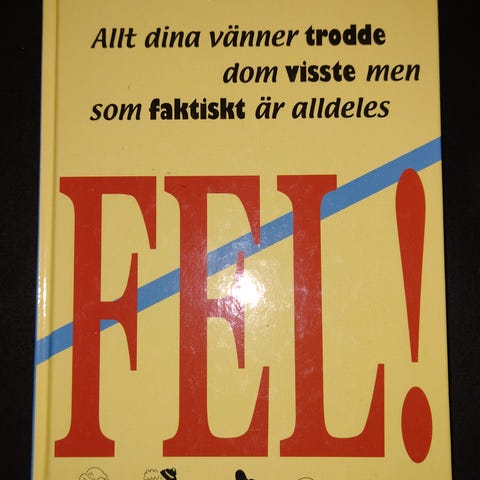 Allt dina vänner trodde
dom visste men
som faktiskt är alldeles
FEL!